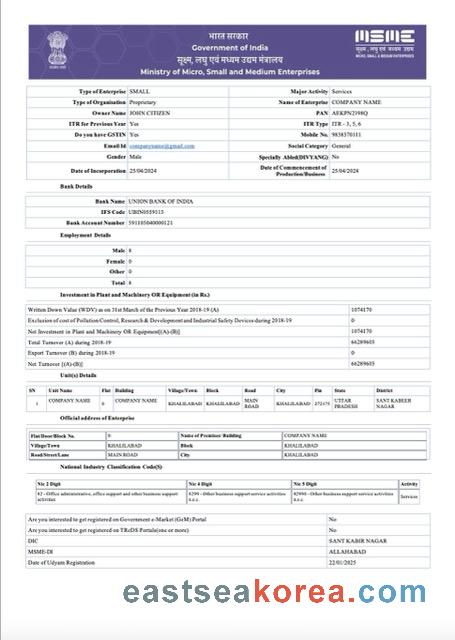 भारत सरकार
Government of India
सूक्ष्म, लघु एवं मध्यम उद्यम मंत्रालय
Ministry of Micro, Small and Medium Enterprises
MSME
सूक्ष्म, लघु एवं मध्यम उद्यम
MICRO, SMALL & MEDIUM ENTERPRISES
Type of Enterprise SMALL Major Activity Services
Type of Organisation Proprietary Name of Enterprise COMPANY NAME
Owner Name JOHN CITIZEN PAN AEKPN2198Q
ITR for Previous Year Yes ITR Type ITR - 3, 5, 6
Do you have GSTIN Yes Mobile No. 9838370111
Email Id companyname@gmail.com Social Category General
Gender Male Specially Abled(DIVYANG) No
Date of Incorporation 25/04/2024 Date of Commencement of Production/Business 25/04/2024
Bank Details
Bank Name UNION BANK OF INDIA
IFS Code UBIN0559113
Bank Account Number 591105040000121
Employment Details
Male 8
Female 0
Other 0
Total 8
Investment in Plant and Machinery OR Equipment (in Rs.)
Written Down Value (WDV) as on 31st March of the Previous Year 2018-19 (A) 1074170
Exclusion of cost of Pollution Control, Research & Development and Industrial Safety Devices during 2018-19 0
Net Investment in Plant and Machinery OR Equipment[(A)-(B)] 1074170
Total Turnover (A) during 2018-19 66289605
Export Turnover (B) during 2018-19 0
Net Turnover [(A)-(B)] 66289605
Unit(s) Details
SN Unit Name Flat Building Village/Town Block Road City Pin State District
1 COMPANY NAME 0 COMPANY NAME KHALILABAD KHALILABAD MAIN ROAD KHALILABAD 272175 UTTAR PRADESH SANT KABEER NAGAR
Official address of Enterprise
Flat/Door/Block No. 0 Name of Premises/ Building COMPANY NAME
Village/Town KHALILABAD Block KHALILABAD
Road/Street/Lane MAIN ROAD City KHALILABAD
National Industry Classification Code(S)
Nic 2 Digit Nic 4 Digit Nic 5 Digit Activity
82 - Office administrative, office support and other business support activities 8299 - Other business support service activities n.e.c. 82990 - Other business support service activities n.e.c. Services
Are you interested to get registered on Government e-Market (GeM) Portal No
Are you interested to get registered on TReDS Portals(one or more) No
DIC SANT KABIR NAGAR
MSME-DI ALLAHABAD
Date of Udyam Registration 22/01/2025
eastseakorea.com